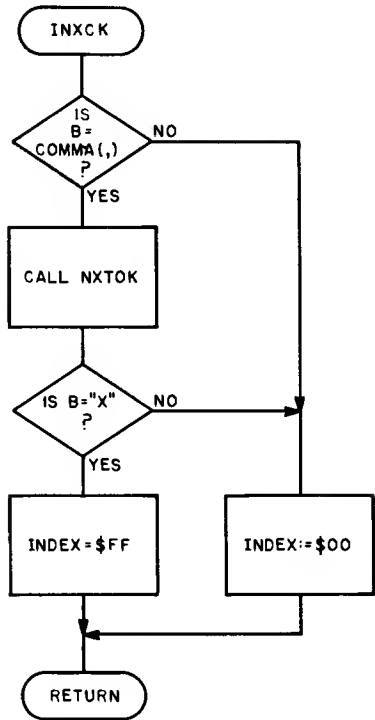 INXCK
IS
B=
COMMA(,)
?
NO
YES
CALL NXTOK
IS B="X"
?
NO
YES
INDEX=$FF
INDEX:=$00
RETURN